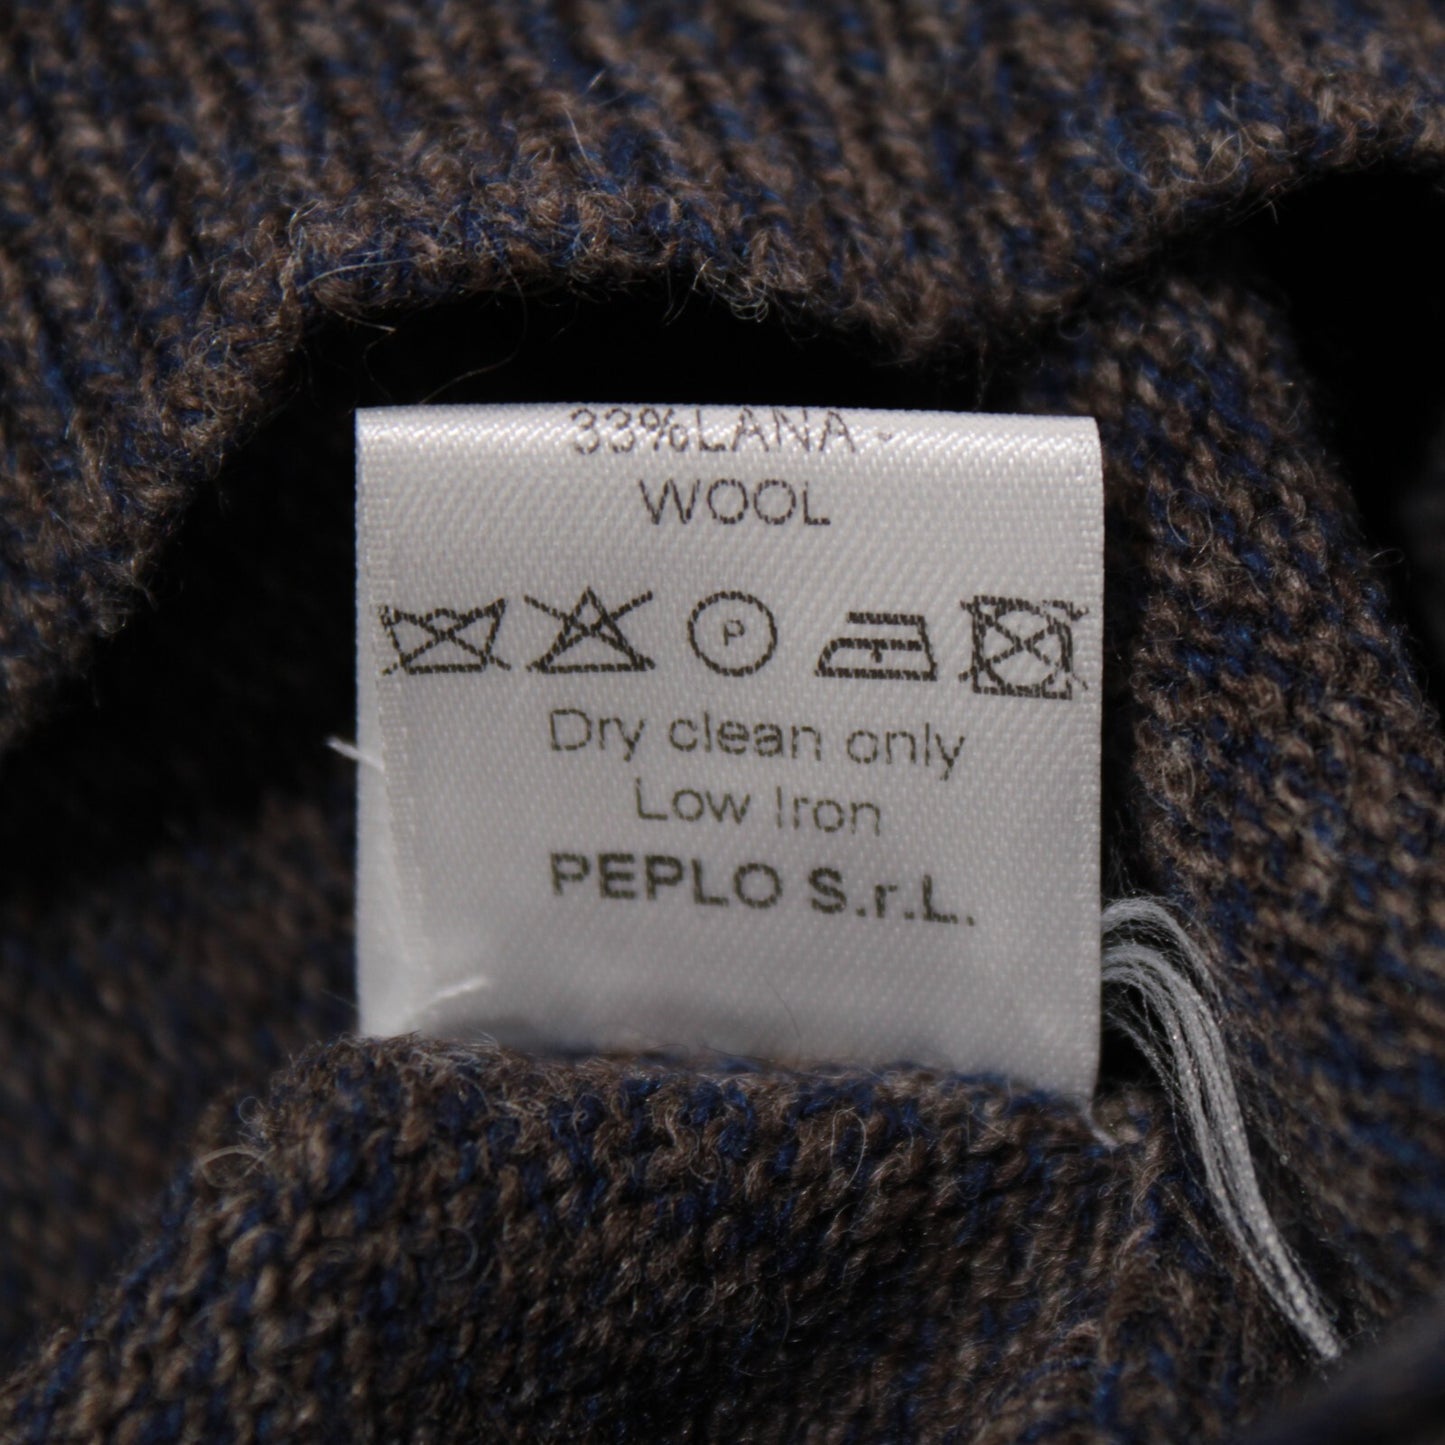 33%LANA -
WOOL
P
Dry clean only
Low Iron
PEPLO S.r.L.